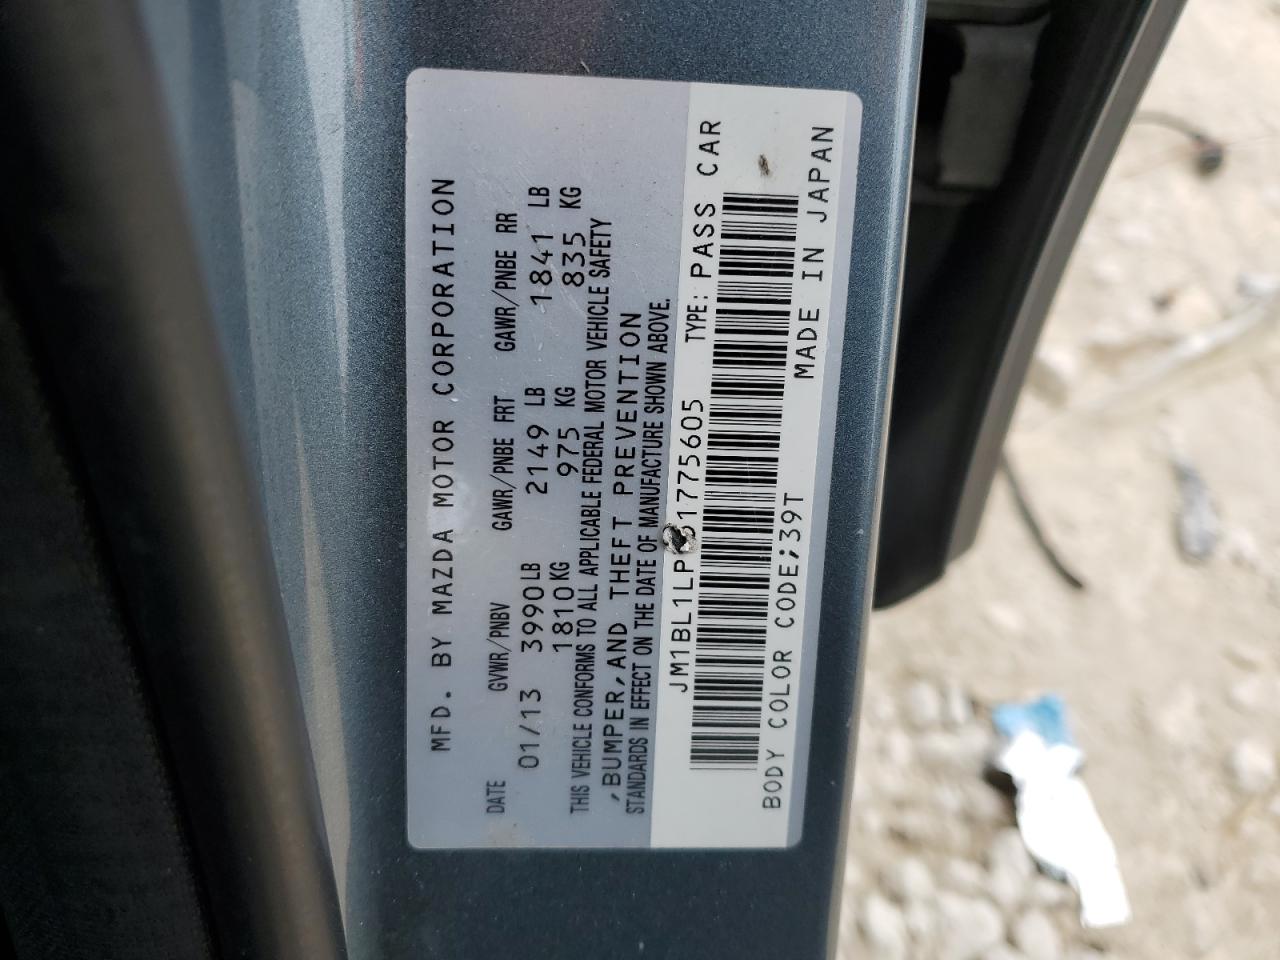 MFD. BY MAZDA MOTOR CORPORATION
DATE GVWR/PNBV GAWR/PNBE FRT GAWR/PNBE RR
01/13 3990LB 2149 LB 1841 LB
1810KG 975 KG 835 KG
THIS VEHICLE CONFORMS TO ALL APPLICABLE FEDERAL MOTOR VEHICLE SAFETY
,BUMPER,AND THEFT PREVENTION
STANDARDS IN EFFECT ON THE DATE OF MANUFACTURE SHOWN ABOVE.
TYPE: PASS CAR
BODY COLOR CODE;39T MADE IN JAPAN